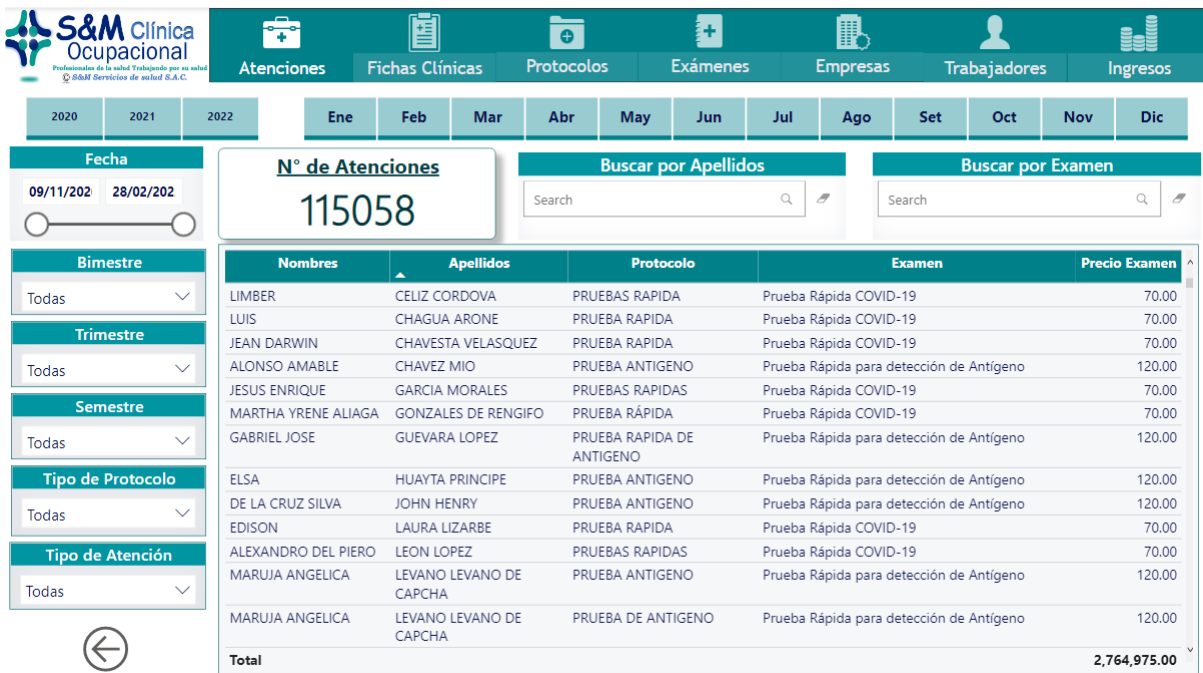 S&M Clínica
Ocupacional
Profesionales de la salud Trabajando por su salud
© S&M Servicios de salud S.A.C.
Atenciones Fichas Clínicas Protocolos Exámenes Empresas Trabajadores Ingresos
2020 2021 2022 Ene Feb Mar Abr May Jun Jul Ago Set Oct Nov Dic
Fecha
09/11/202 28/02/202
N° de Atenciones
115058
Buscar por Apellidos
Search
Buscar por Examen
Search
Bimestre
Todas
Trimestre
Todas
Semestre
Todas
Tipo de Protocolo
Todas
Tipo de Atención
Todas
Nombres Apellidos Protocolo Examen Precio Examen
LIMBER CELIZ CORDOVA PRUEBAS RAPIDA Prueba Rápida COVID-19 70.00
LUIS CHAGUA ARONE PRUEBA RAPIDA Prueba Rápida COVID-19 70.00
JEAN DARWIN CHAVESTA VELASQUEZ PRUEBA RAPIDA Prueba Rápida COVID-19 70.00
ALONSO AMABLE CHAVEZ MIO PRUEBA ANTIGENO Prueba Rápida para detección de Antígeno 120.00
JESUS ENRIQUE GARCIA MORALES PRUEBAS RAPIDAS Prueba Rápida COVID-19 70.00
MARTHA YRENE ALIAGA GONZALES DE RENGIFO PRUEBA RÁPIDA Prueba Rápida COVID-19 70.00
GABRIEL JOSE GUEVARA LOPEZ PRUEBA RAPIDA DE Prueba Rápida para detección de Antígeno 120.00
ANTIGENO
ELSA HUAYTA PRINCIPE PRUEBA ANTIGENO Prueba Rápida para detección de Antígeno 120.00
DE LA CRUZ SILVA JOHN HENRY PRUEBA ANTIGENO Prueba Rápida para detección de Antígeno 120.00
EDISON LAURA LIZARBE PRUEBA RAPIDA Prueba Rápida COVID-19 70.00
ALEXANDRO DEL PIERO LEON LOPEZ PRUEBAS RAPIDAS Prueba Rápida COVID-19 70.00
MARUJA ANGELICA LEVANO LEVANO DE PRUEBA ANTIGENO Prueba Rápida para detección de Antígeno 120.00
CAPCHA
MARUJA ANGELICA LEVANO LEVANO DE PRUEBA DE ANTIGENO Prueba Rápida para detección de Antígeno 120.00
CAPCHA
Total 2,764,975.00